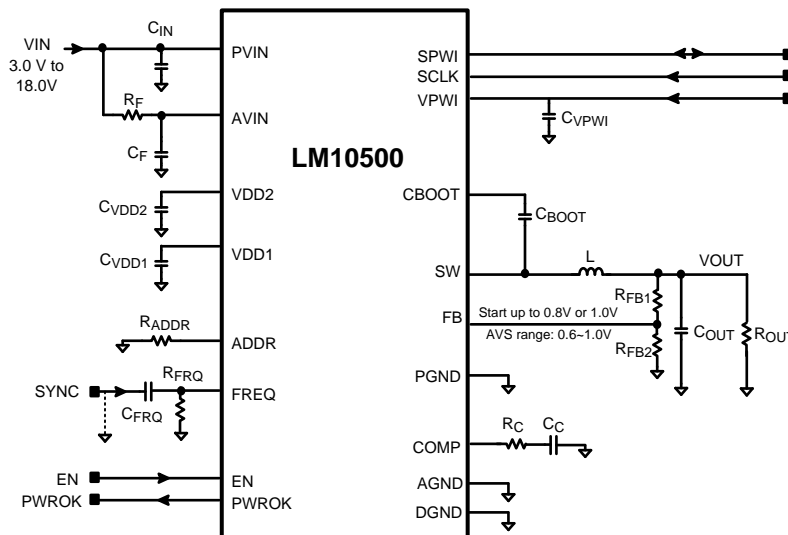 VIN
3.0 V to
18.0V
CIN
PVIN
RF
AVIN
CF
CVDD2
VDD2
CVDD1
VDD1
RADDR
ADDR
SYNC
CFRQ
RFRQ
FREQ
EN
EN
PWROK
PWROK
LM10500
SPWI
SCLK
VPWI
CVPWI
CBOOT
CBOOT
SW
L
VOUT
FB
Start up to 0.8V or 1.0V
AVS range: 0.6~1.0V
RFB1
RFB2
COUT
ROUT
PGND
COMP
RC
CC
AGND
DGND